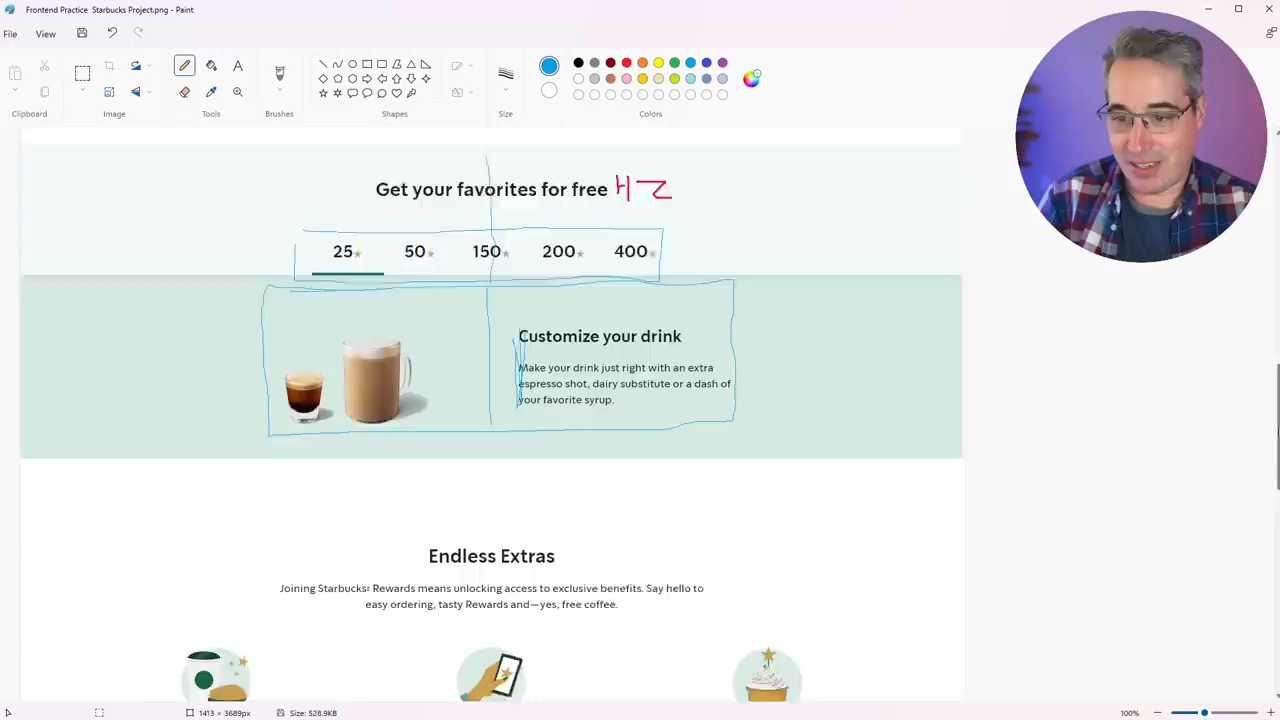 Frontend Practice Starbucks Project.png - Paint
File View
Clipboard Image Tools Brushes Shapes Size Colors
Get your favorites for free H2
25 50 150 200 400
Customize your drink
Make your drink just right with an extra
espresso shot, dairy substitute or a dash of
your favorite syrup.
Endless Extras
Joining Starbucks® Rewards means unlocking access to exclusive benefits. Say hello to
easy ordering, tasty Rewards and—yes, free coffee.
1413 × 3689px Size: 528.9KB 100%